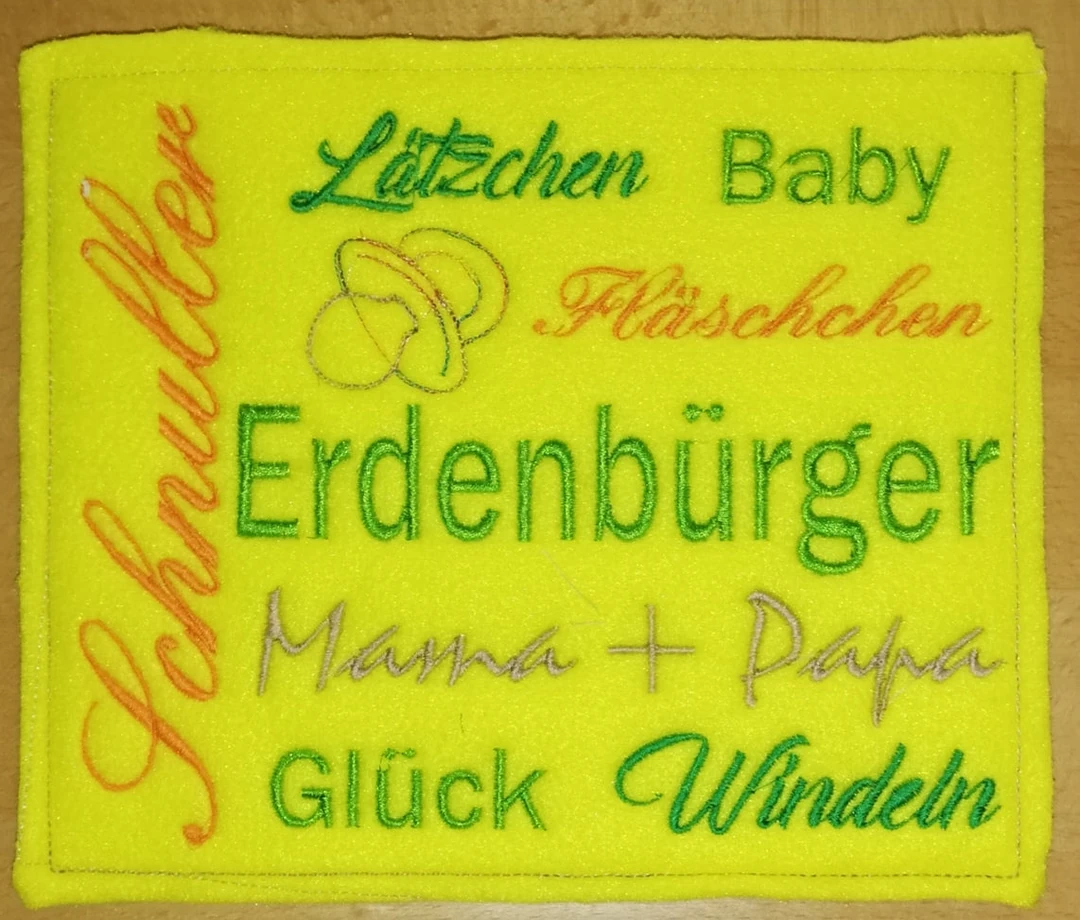 Schnuller
Lätzchen Baby
Fläschchen
Erdenbürger
Mama + Papa
Glück Windeln